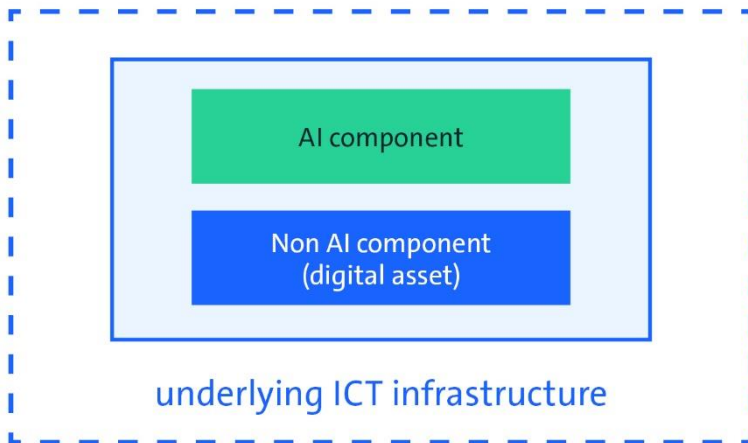 AI component
Non AI component
(digital asset)
underlying ICT infrastructure